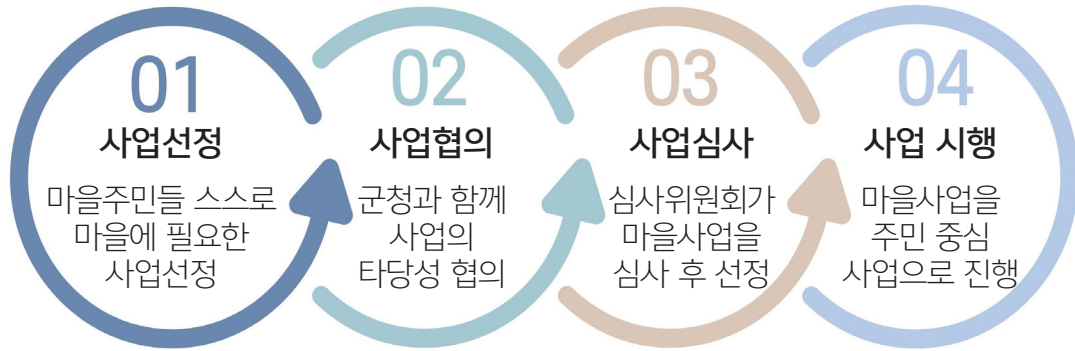 01
사업선정
마을주민들 스스로
마을에 필요한
사업선정
02
사업협의
군청과 함께
사업의
타당성 협의
03
사업심사
심사위원회가
마을사업을
심사 후 선정
04
사업 시행
마을사업을
주민 중심
사업으로 진행